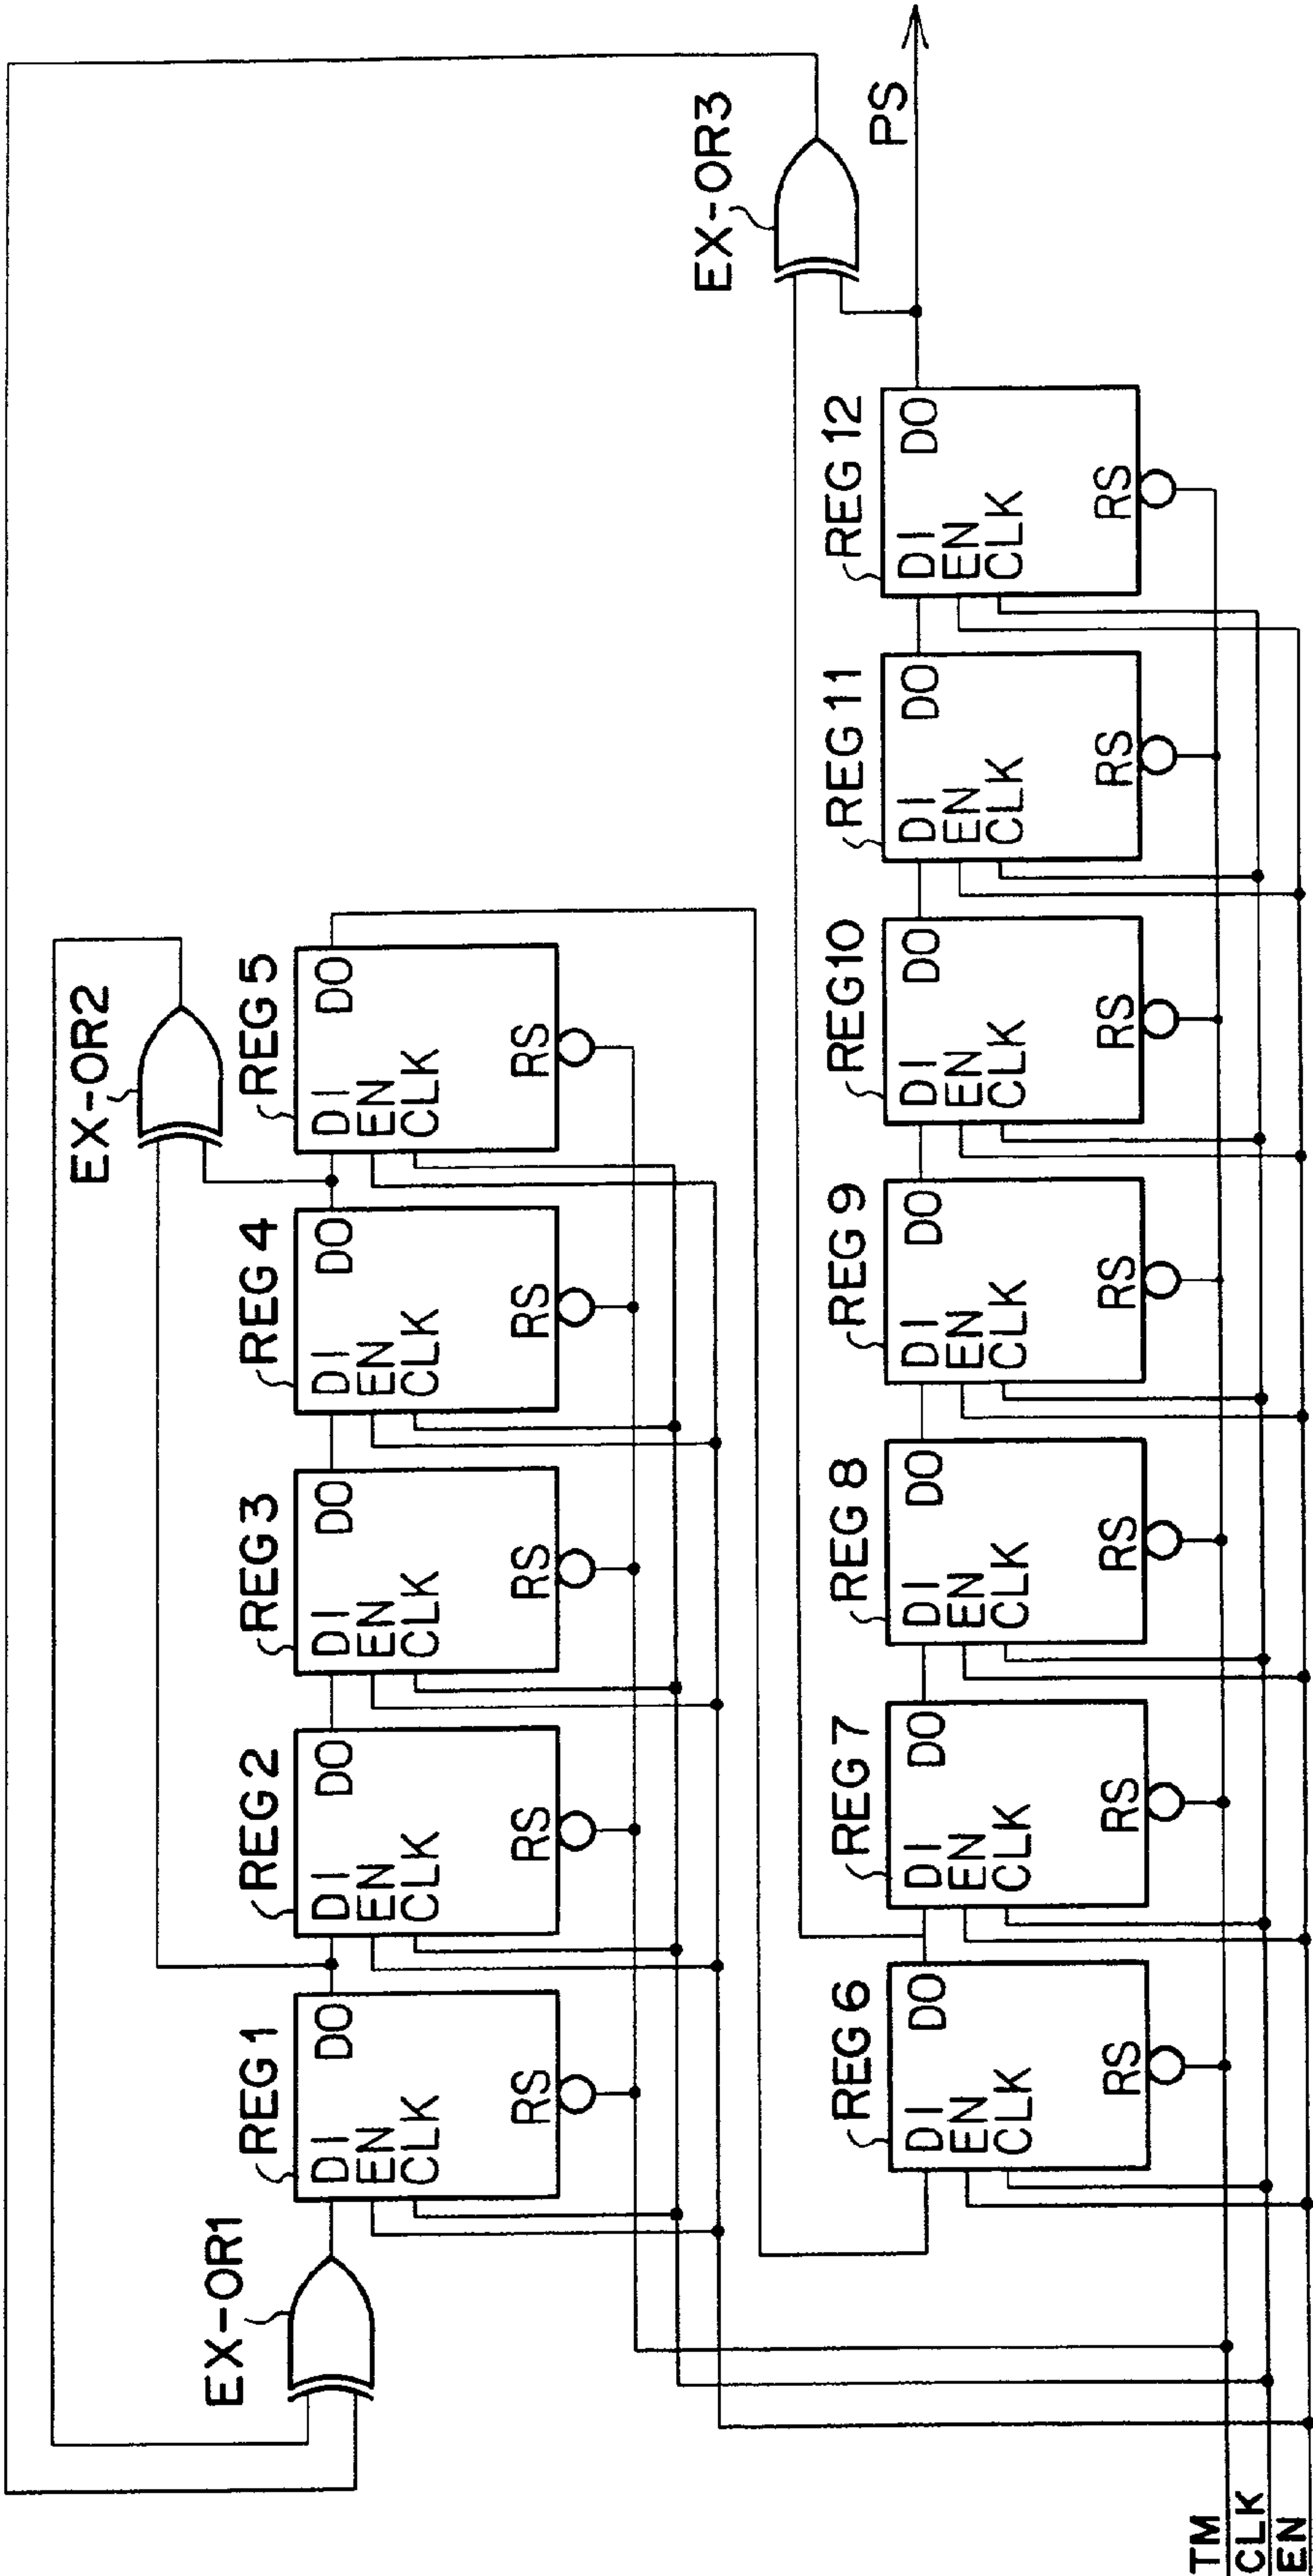 EX-OR1
EX-OR2
EX-OR3
REG 1
DI
EN
CLK
DO
RS
REG 2
DI
EN
CLK
DO
RS
REG 3
DI
EN
CLK
DO
RS
REG 4
DI
EN
CLK
DO
RS
REG 5
DI
EN
CLK
DO
RS
REG 6
DI
EN
CLK
DO
RS
REG 7
DI
EN
CLK
DO
RS
REG 8
DI
EN
CLK
DO
RS
REG 9
DI
EN
CLK
DO
RS
REG10
DI
EN
CLK
DO
RS
REG 11
DI
EN
CLK
DO
RS
REG 12
DI
EN
CLK
DO
RS
PS
TM
CLK
EN